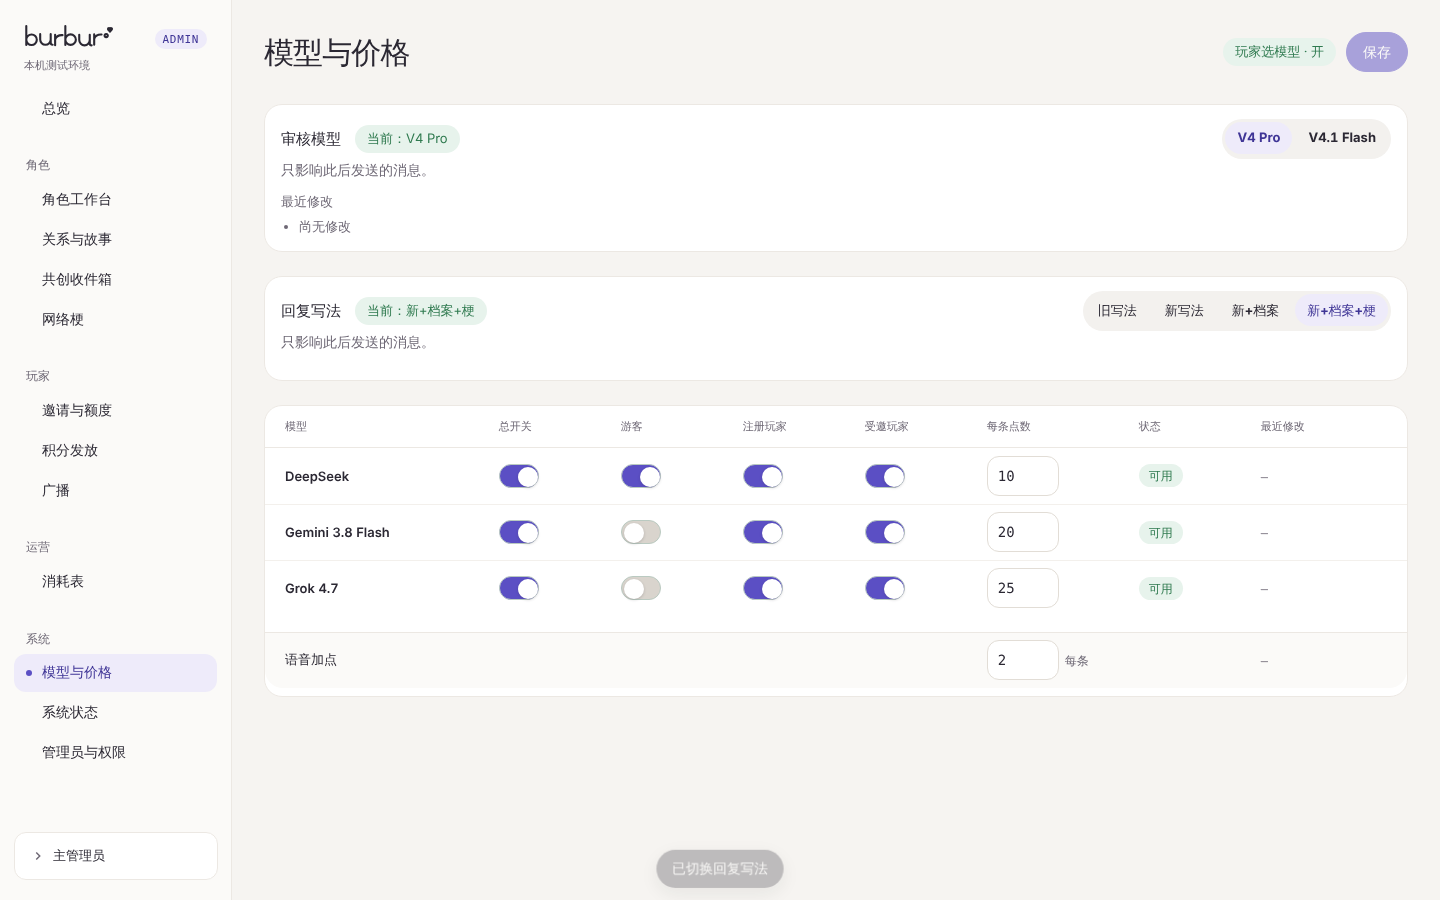 burbur
ADMIN
本机测试环境
总览
角色
角色工作台
关系与故事
共创收件箱
网络梗
玩家
邀请与额度
积分发放
广播
运营
消耗表
系统
模型与价格
系统状态
管理员与权限
主管理员
模型与价格
玩家选模型 · 开
保存
审核模型 当前：V4 Pro
V4 Pro V4.1 Flash
只影响此后发送的消息。
最近修改
• 尚无修改
回复写法 当前：新+档案+梗
旧写法 新写法 新+档案 新+档案+梗
只影响此后发送的消息。
模型 总开关 游客 注册玩家 受邀玩家 每条点数 状态 最近修改
DeepSeek 10 可用 –
Gemini 3.8 Flash 20 可用 –
Grok 4.7 25 可用 –
语音加点 2 每条 –
已切换回复写法